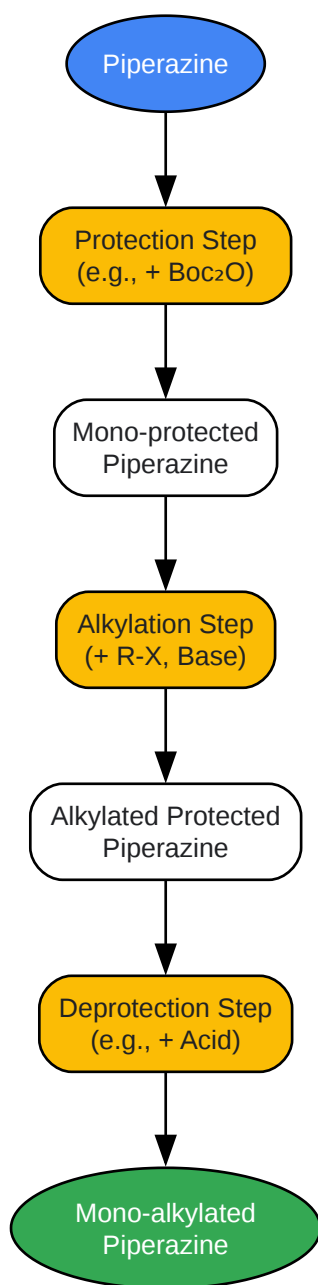 Piperazine
Protection Step
(e.g., + Boc₂O)
Mono-protected
Piperazine
Alkylation Step
(+ R-X, Base)
Alkylated Protected
Piperazine
Deprotection Step
(e.g., + Acid)
Mono-alkylated
Piperazine